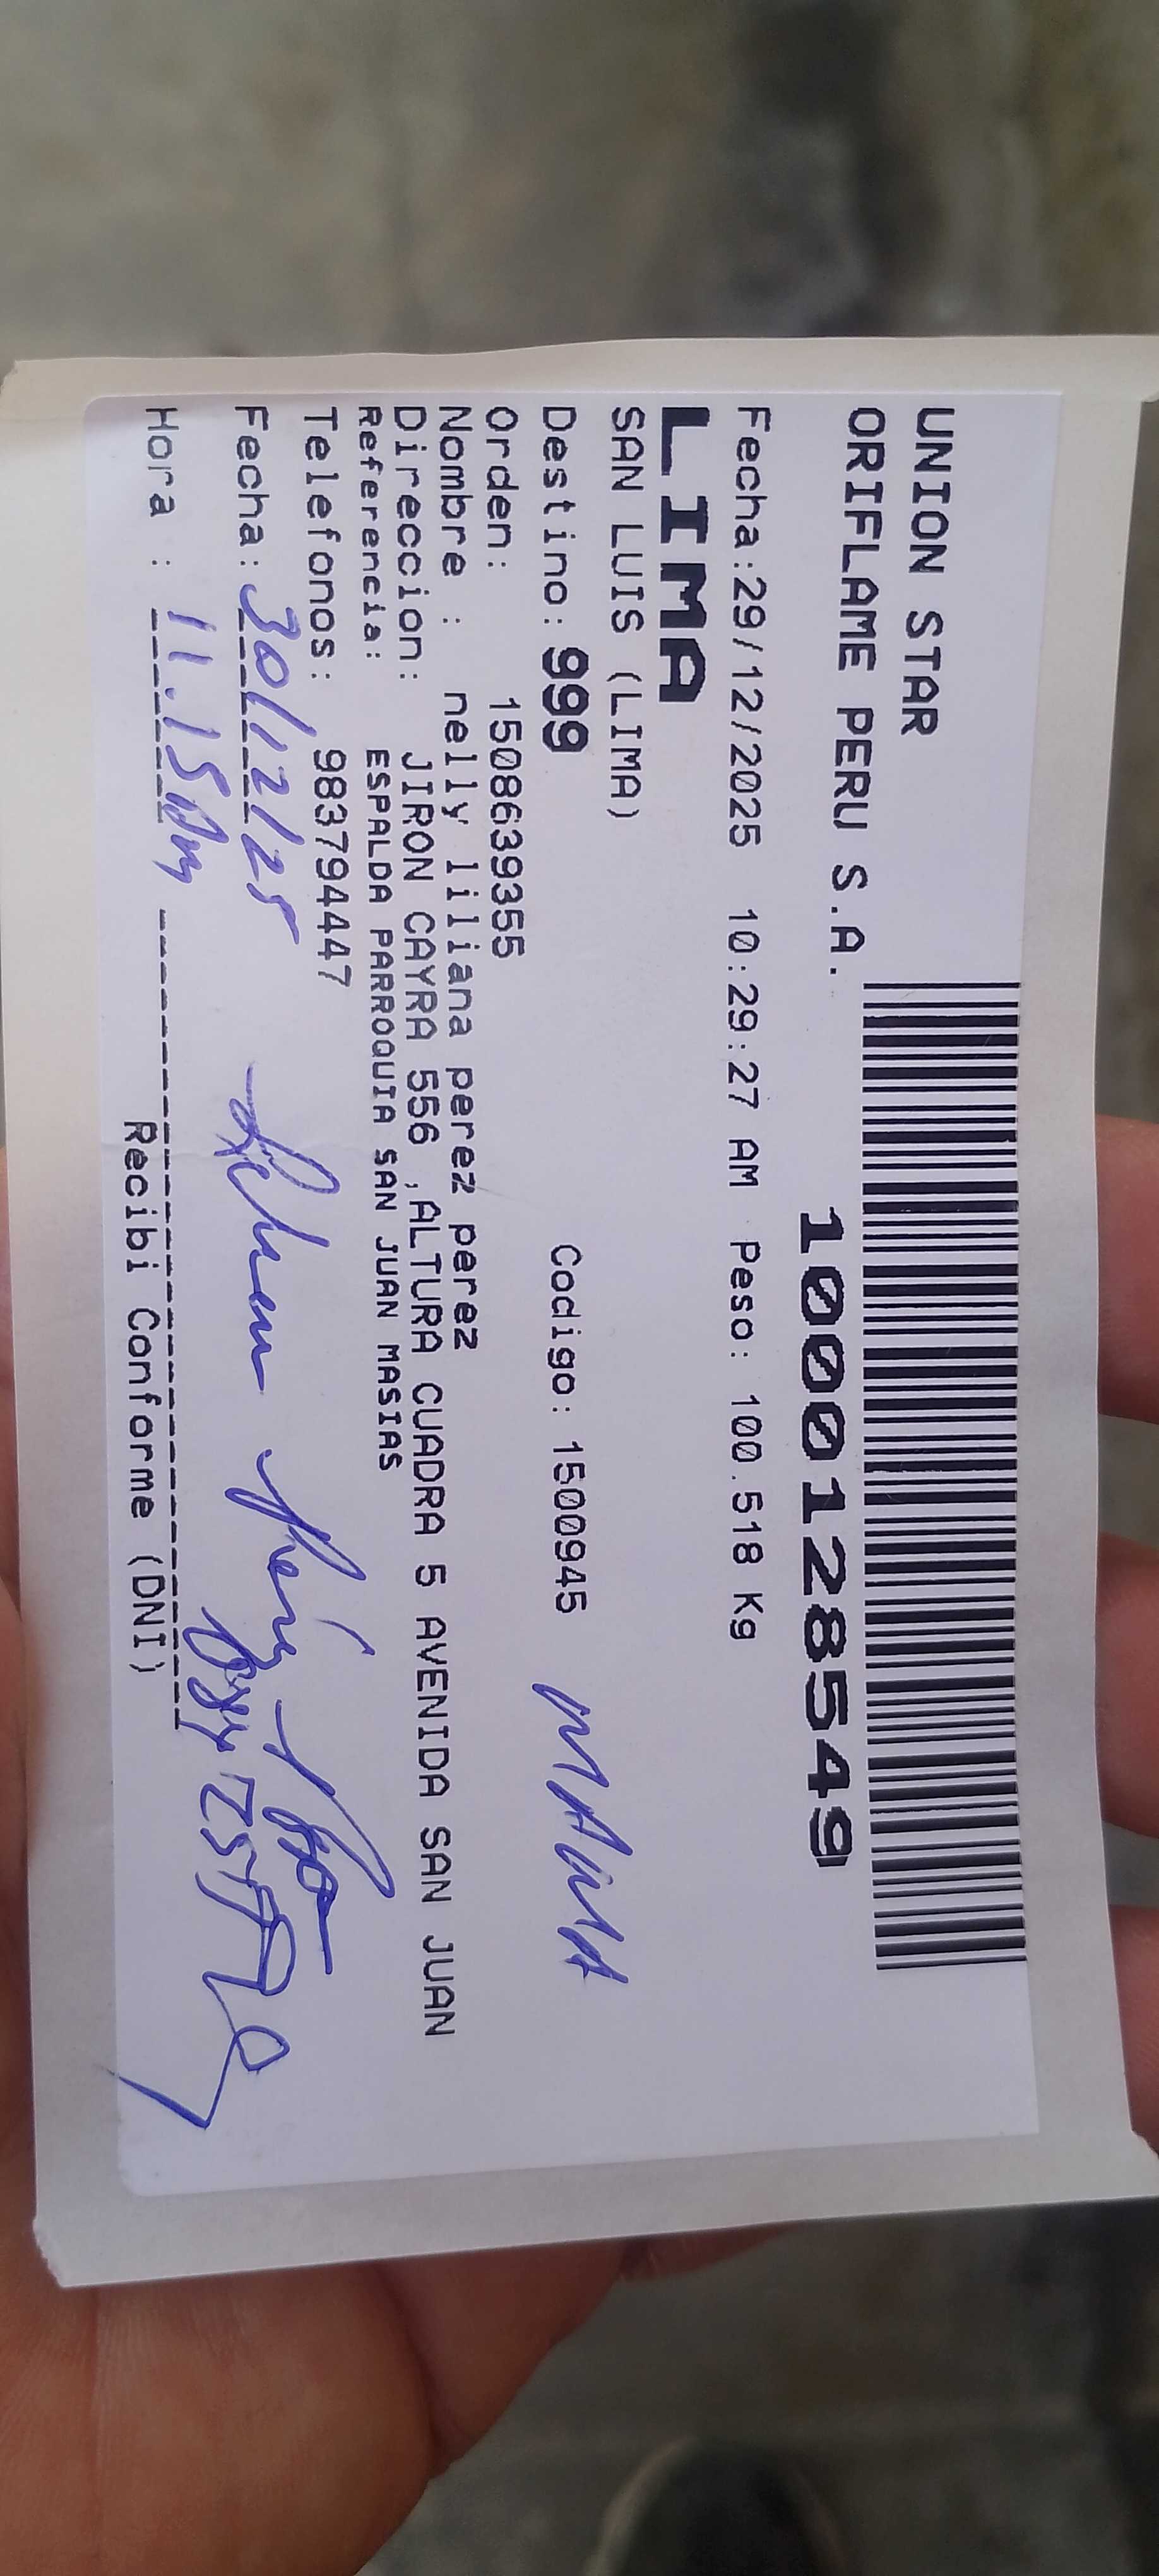 UNION STAR
ORIFLAME PERU S.A.
1000128549
Fecha:29/12/2025 10:29:27 AM Peso: 100.518 Kg
LIMA
SAN LUIS (LIMA)
Destino: 999 Codigo: 1500945
Orden: 1508639355
Nombre : nelly liliana perez perez
Direccion: JIRON CAYRA 556 ,ALTURA CUADRA 5 AVENIDA SAN JUAN
Referencia: ESPALDA PARROQUIA SAN JUAN MASIAS
Telefonos: 983794447
Fecha: 30/12/25
Hora : 11.15 Am
Recibi Conforme (DNI)